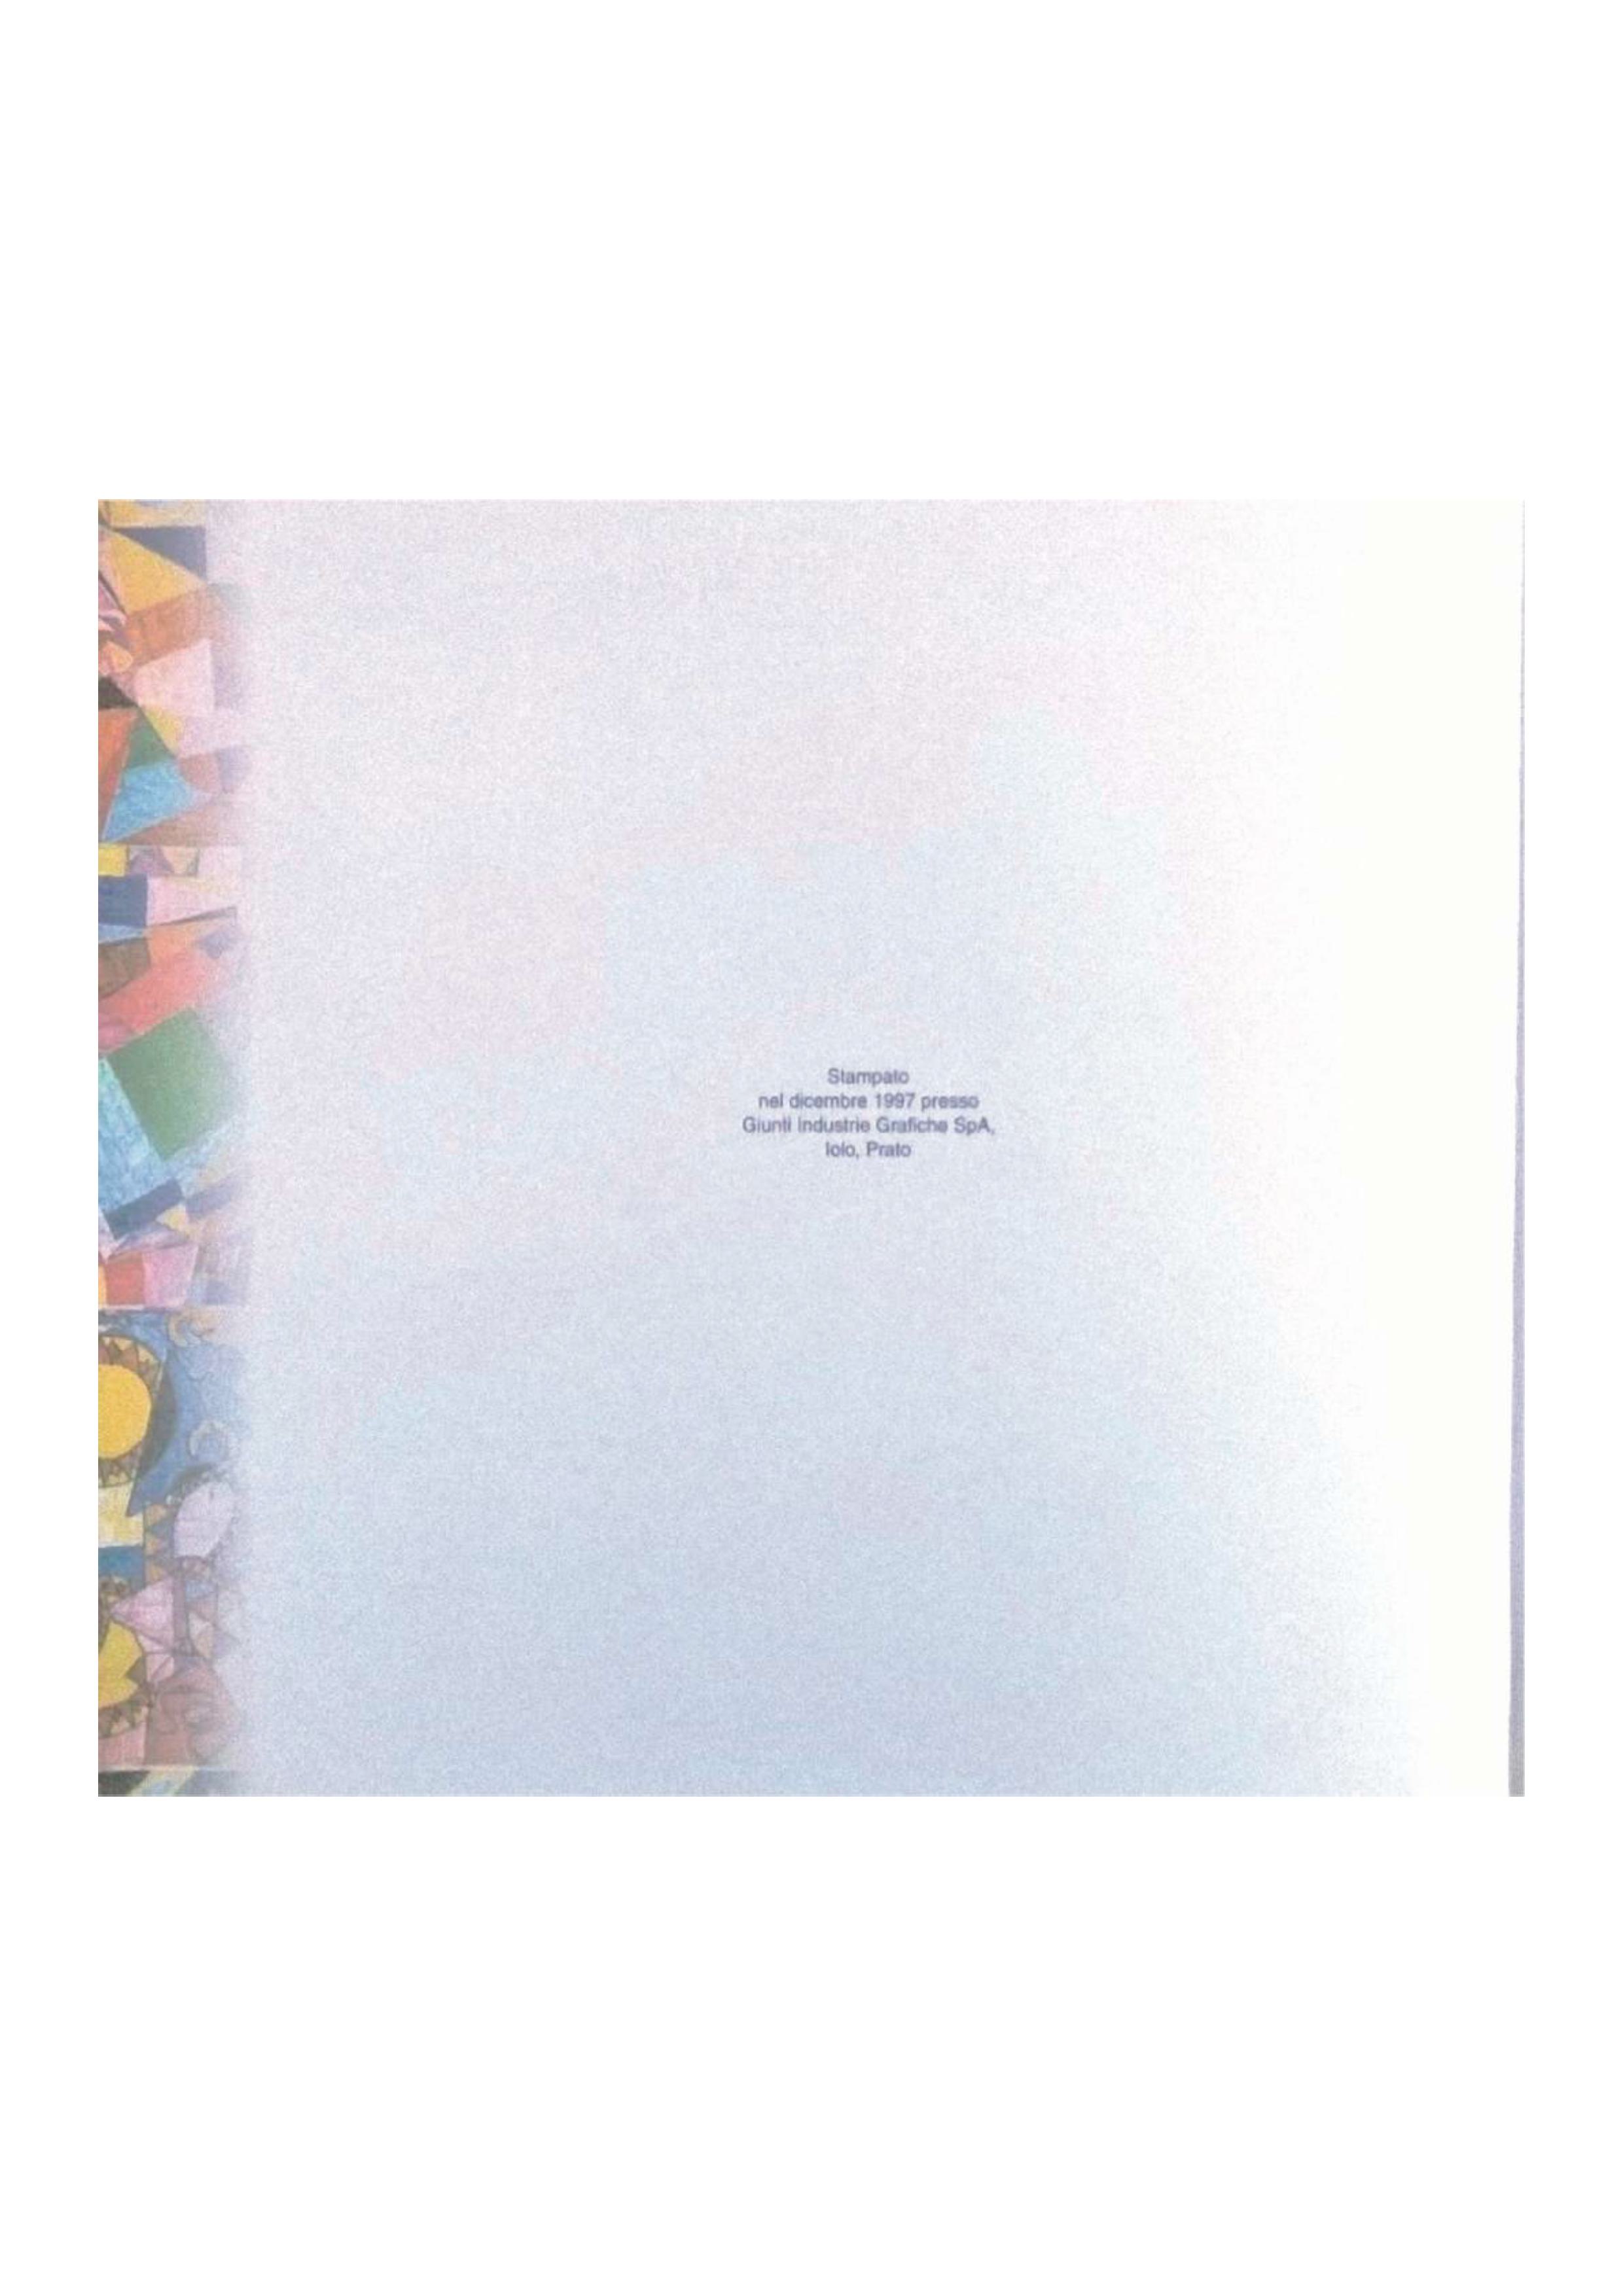 Stampato
nel dicembre 1997 presso
Giunti Industrie Grafiche SpA,
Iolo, Prato